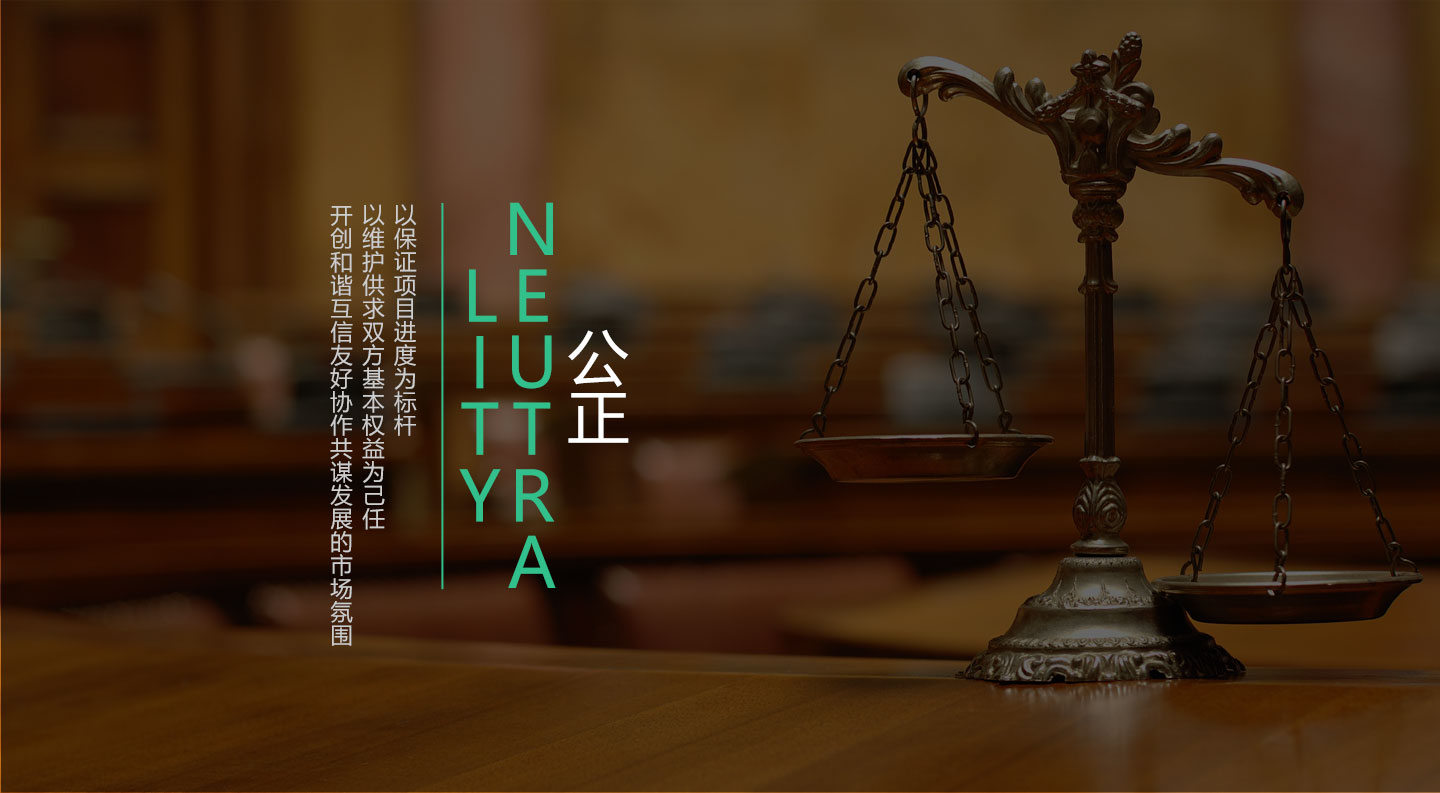 公正
NEUTRA
LITY
以保证项目进度为标杆
以维护供求双方基本权益为己任
开创和谐互信友好协作共谋发展的市场氛围